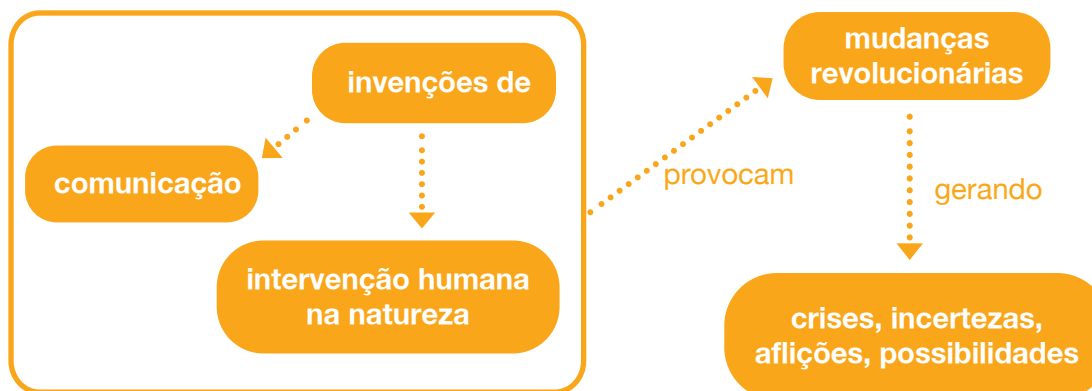 invenções de
comunicação
intervenção humana
na natureza
provocam
mudanças
revolucionárias
gerando
crises, incertezas,
aflições, possibilidades